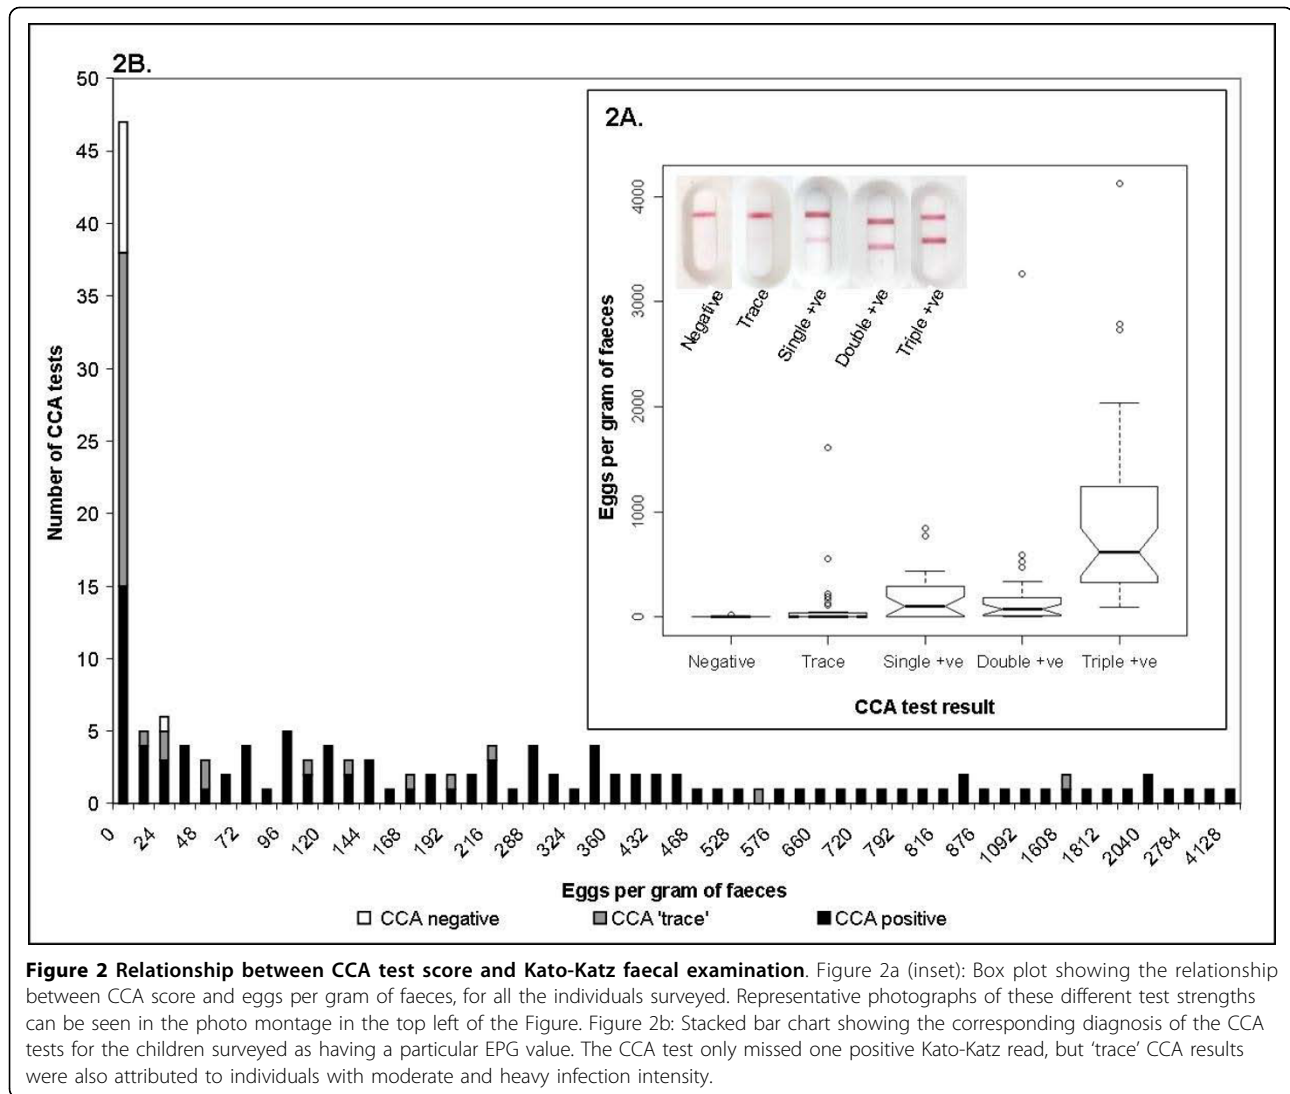 2B.
50
45
40
35
30
25
20
15
10
5
0
Number of CCA tests
0 24 48 72 96 120 144 168 192 216 288 324 360 432 468 528 576 660 720 792 816 876 1092 1608 1812 2040 2784 4128
Eggs per gram of faeces
CCA negative CCA 'trace' CCA positive
2A.
4000
3000
2000
1000
0
Eggs per gram of faeces
Negative Trace Single +ve Double +ve Triple +ve
Negative Trace Single +ve Double +ve Triple +ve
CCA test result
Figure 2 Relationship between CCA test score and Kato-Katz faecal examination. Figure 2a (inset): Box plot showing the relationship
between CCA score and eggs per gram of faeces, for all the individuals surveyed. Representative photographs of these different test strengths
can be seen in the photo montage in the top left of the Figure. Figure 2b: Stacked bar chart showing the corresponding diagnosis of the CCA
tests for the children surveyed as having a particular EPG value. The CCA test only missed one positive Kato-Katz read, but 'trace' CCA results
were also attributed to individuals with moderate and heavy infection intensity.